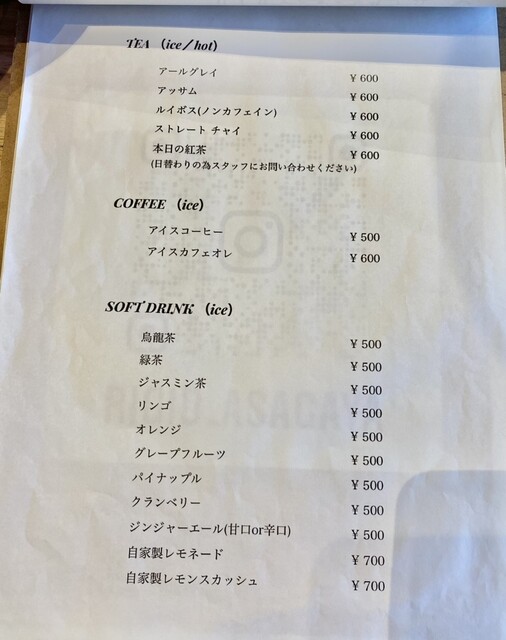 TEA (ice/hot)
アールグレイ ¥ 600
アッサム ¥ 600
ルイボス(ノンカフェイン) ¥ 600
ストレート チャイ ¥ 600
本日の紅茶 ¥ 600
(日替わりの為スタッフにお問い合わせください)
COFFEE (ice)
アイスコーヒー ¥ 500
アイスカフェオレ ¥ 600
SOFT DRINK (ice)
烏龍茶 ¥ 500
緑茶 ¥ 500
ジャスミン茶 ¥ 500
リンゴ ¥ 500
オレンジ ¥ 500
グレープフルーツ ¥ 500
パイナップル ¥ 500
クランベリー ¥ 500
ジンジャーエール(甘口or辛口) ¥ 500
自家製レモネード ¥ 700
自家製レモンスカッシュ ¥ 700